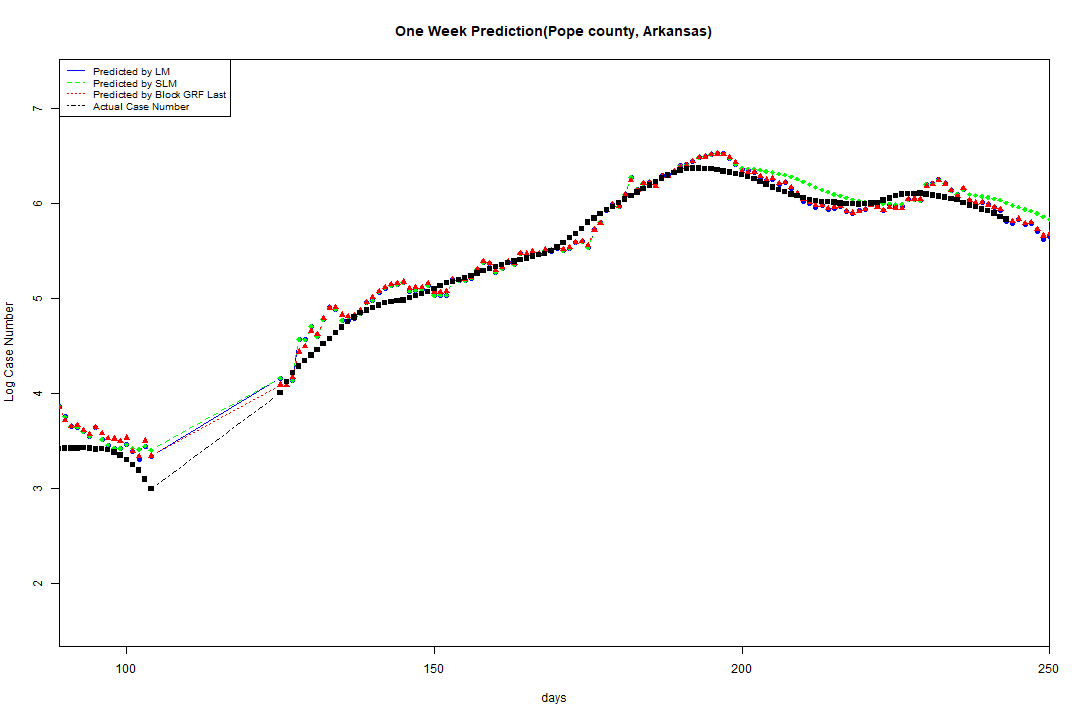 One Week Prediction(Pope county, Arkansas)
Predicted by LM
Predicted by SLM
Predicted by Block GRF Last
Actual Case Number
7
6
5
4
3
2
Log Case Number
100 150 200 250
days